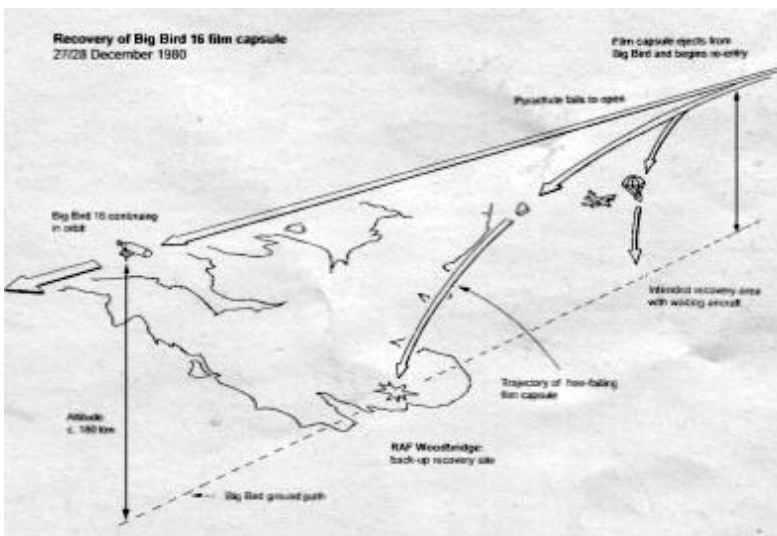 Recovery of Big Bird 16 film capsule
27/28 December 1980
Film capsule ejects from
Big Bird and begins re-entry
Parachute fails to open
Big Bird 16 continuing
in orbit
Intended recovery area
with waiting aircraft
Trajectory of free-falling
film capsule
Altitude
c. 180 km
RAF Woodbridge:
back-up recovery site
Big Bird ground path